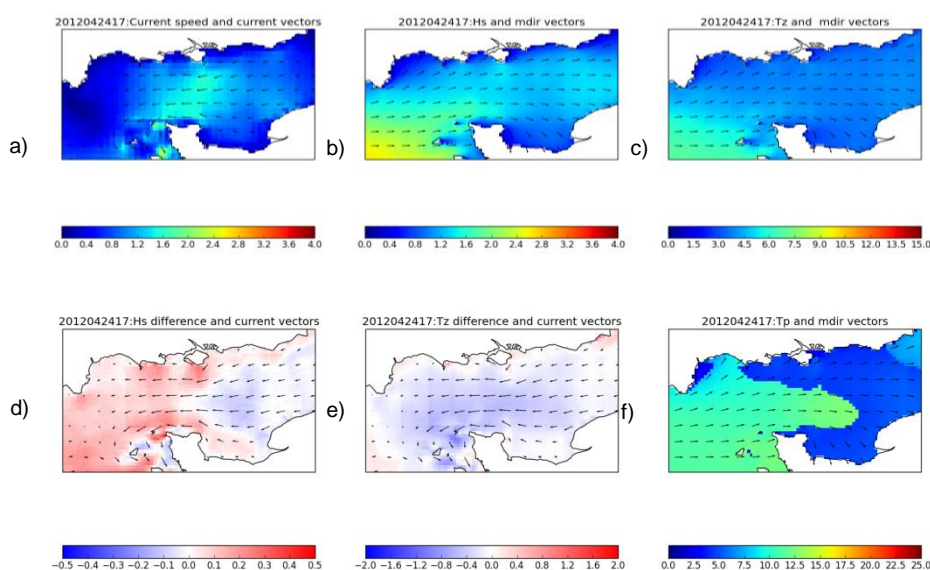 2012042417:Current speed and current vectors
2012042417:Hs and mdir vectors
2012042417:Tz and mdir vectors
a)
b)
c)
0.0 0.4 0.8 1.2 1.6 2.0 2.4 2.8 3.2 3.6 4.0
0.0 0.4 0.8 1.2 1.6 2.0 2.4 2.8 3.2 3.6 4.0
0.0 1.5 3.0 4.5 6.0 7.5 9.0 10.5 12.0 13.5 15.0
2012042417:Hs difference and current vectors
2012042417:Tz difference and current vectors
2012042417:Tp and mdir vectors
d)
e)
f)
−0.5 −0.4 −0.3 −0.2 −0.1 0.0 0.1 0.2 0.3 0.4 0.5
−2.0 −1.6 −1.2 −0.8 −0.4 0.0 0.4 0.8 1.2 1.6 2.0
0.0 2.5 5.0 7.5 10.0 12.5 15.0 17.5 20.0 22.5 25.0